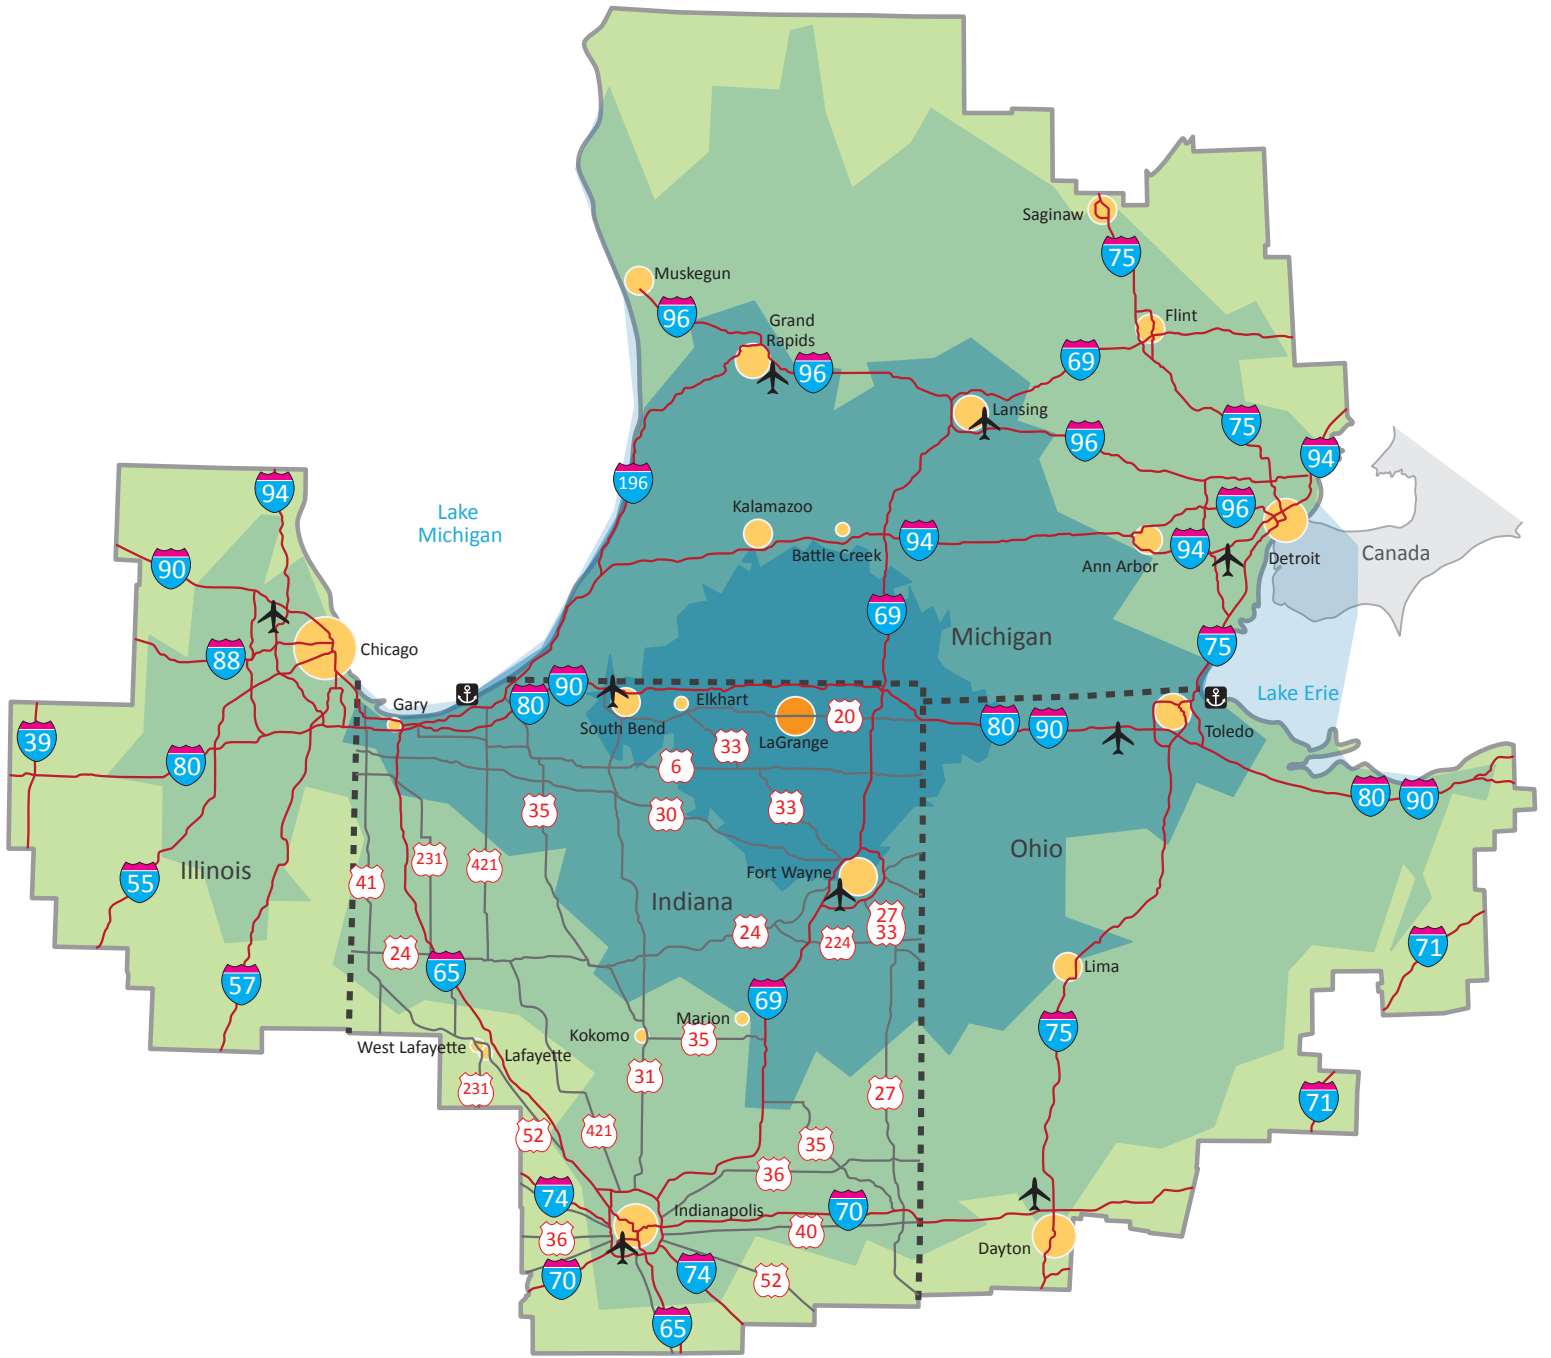 Saginaw
75
Muskegun
96
Flint
Grand
Rapids
69
96
Lansing
75
96
94
94
196
Lake
Michigan
Kalamazoo
96
Battle Creek
94
94
Ann Arbor
Detroit
Canada
90
69
Michigan
Chicago
88
75
90
80
Gary
Elkhart
20
South Bend
LaGrange
Lake Erie
80
90
Toledo
39
33
6
80
35
30
33
80
90
231
421
Illinois
55
41
Fort Wayne
Indiana
Ohio
27
33
24
224
24
65
71
57
69
Lima
Marion
Kokomo
35
75
West Lafayette
Lafayette
31
231
27
71
52
421
35
36
74
Indianapolis
70
40
36
Dayton
70
74
52
65